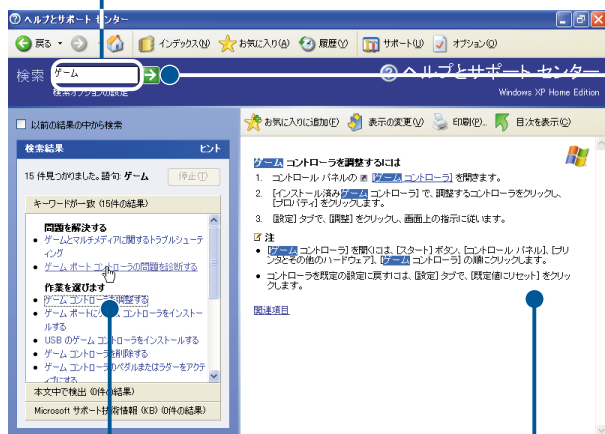 ヘルプとサポート センター
戻る
インデックス(N)
お気に入り(A)
履歴(Y)
サポート(U)
オプション(O)
検索
ゲーム
検索オプションの設定
ヘルプとサポート センター
Windows XP Home Edition
以前の結果の中から検索
お気に入りに追加(F)
表示の変更(V)
印刷(P)...
目次を表示(C)
検索結果
ヒント
15 件見つかりました。語句: ゲーム
停止(T)
キーワードが一致 (15件の結果)
問題を解決する
ゲームとマルチメディアに関するトラブルシューテ
ィング
ゲーム ポート コントローラの問題を診断する
作業を選びます
ゲーム コントローラを調整する
ゲーム ポートにゲーム コントローラをインストー
ルする
USB のゲーム コントローラをインストールする
ゲーム コントローラを削除する
ゲーム コントローラのペダルまたはラダーをアクテ
ィブにする
本文中で検出 (0件の結果)
Microsoft サポート技術情報 (KB) (0件の結果)
ゲーム コントローラを調整するには
1. コントロール パネルの [ゲーム コントローラ] を開きます。
2. [インストール済みゲーム コントローラ] で、調整するコントローラをクリックし、
[プロパティ] をクリックします。
3. [設定] タブで、[調整] をクリックし、画面上の指示に従います。
注
[ゲーム コントローラ] を開くには、[スタート] ボタン、[コントロール パネル]、[プリ
ンタとその他のハードウェア]、[ゲーム コントローラ] の順にクリックします。
コントローラを既定の設定に戻すには、[設定] タブで、[既定値にリセット] をクリッ
クします。
関連項目